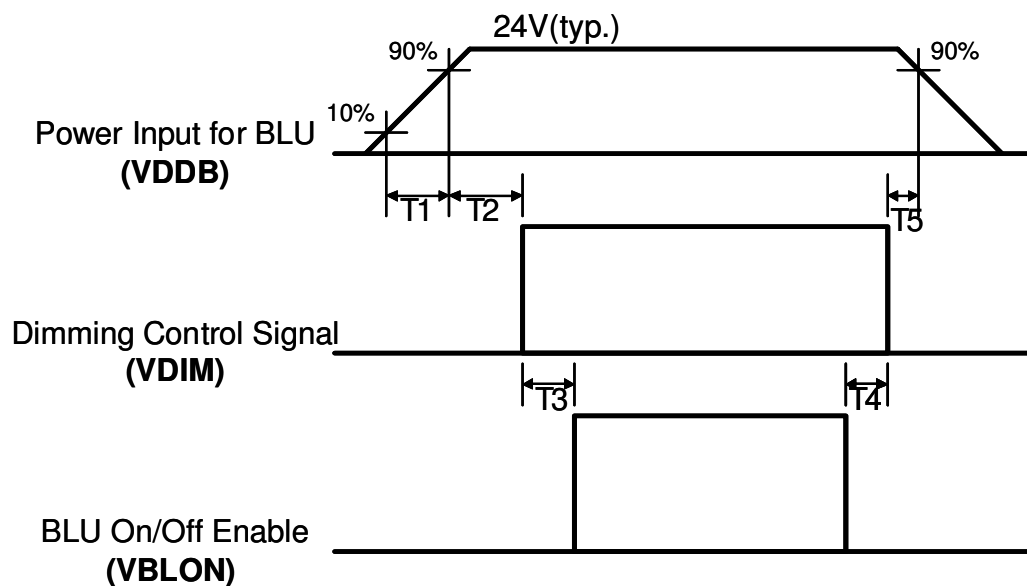 24V(typ.)
90%
90%
10%
Power Input for BLU
(VDDB)
T1
T2
T5
Dimming Control Signal
(VDIM)
T3
T4
BLU On/Off Enable
(VBLON)